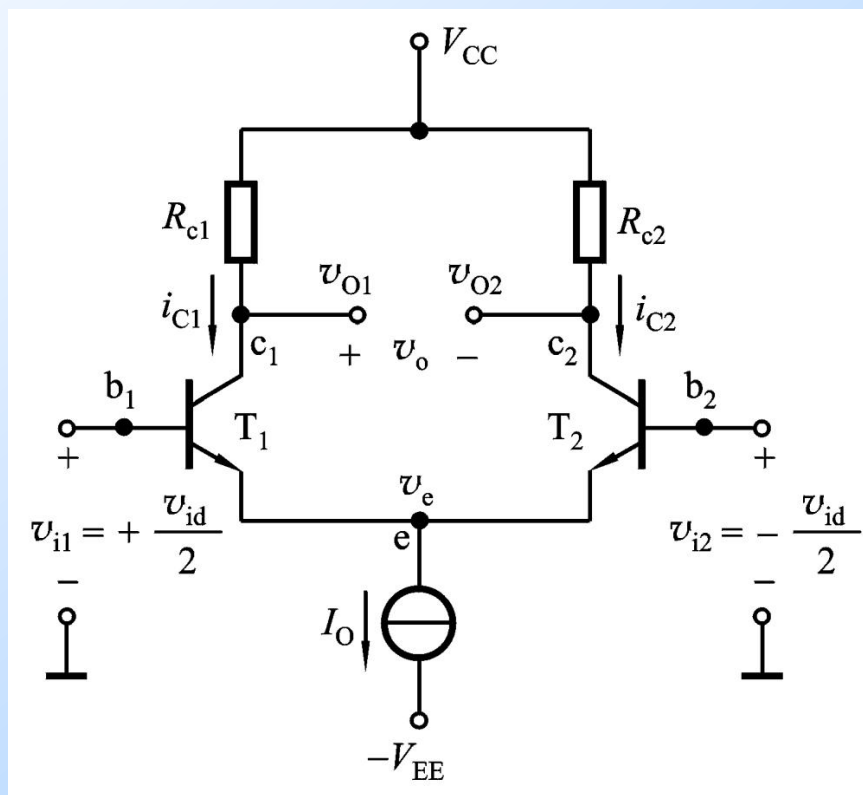 V_CC
R_c1
R_c2
v_O1
v_O2
i_C1
i_C2
c_1
+ v_o −
c_2
b_1
b_2
T_1
T_2
+
+
v_e
v_i1 = + v_id/2
e
v_i2 = − v_id/2
−
−
I_O
−V_EE